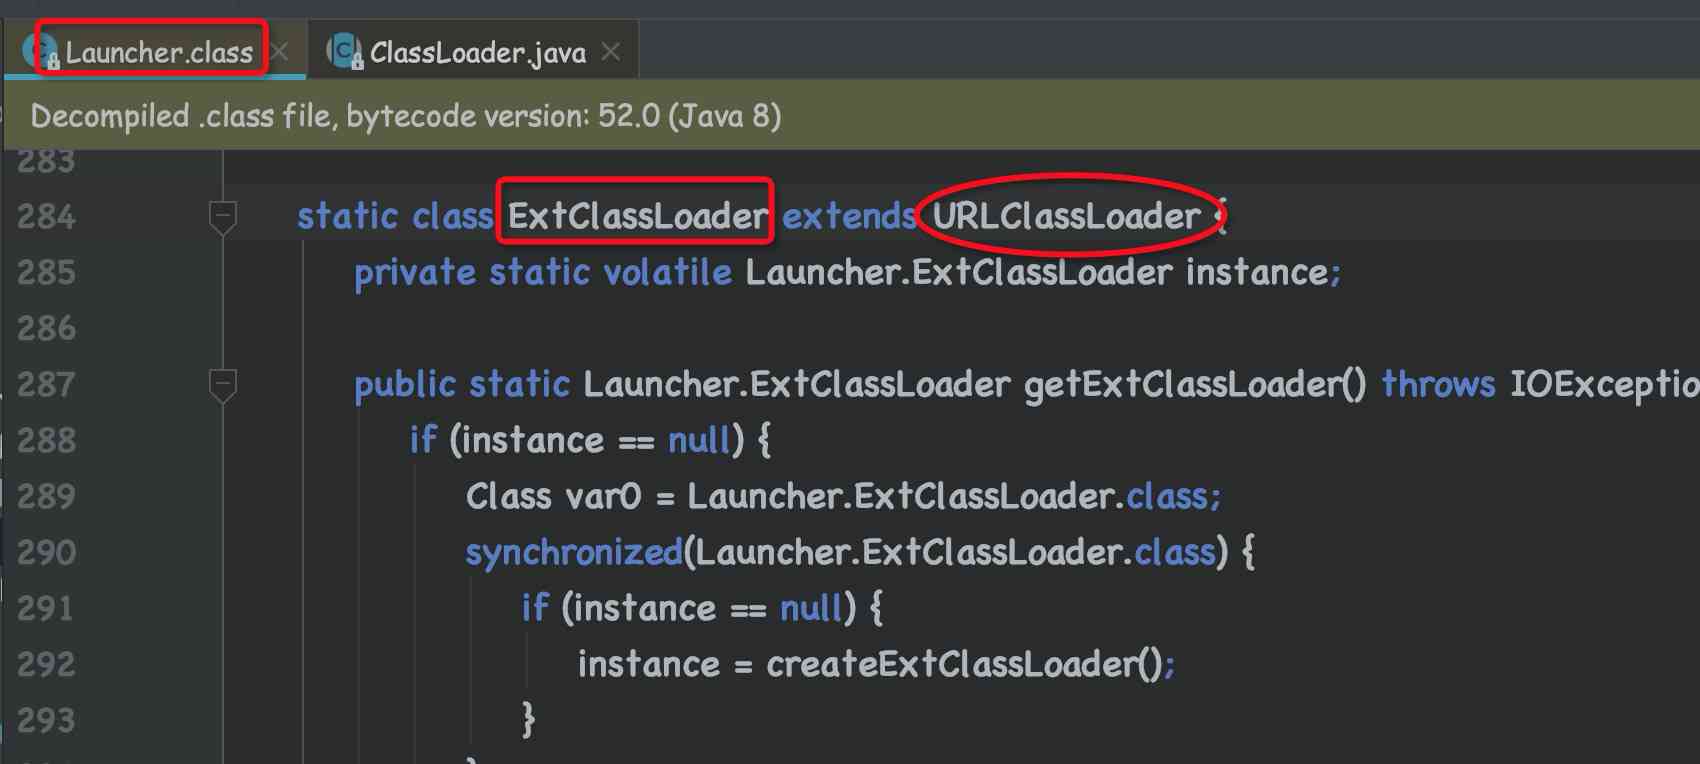 Launcher.class ClassLoader.java
Decompiled .class file, bytecode version: 52.0 (Java 8)
283
284 static class ExtClassLoader extends URLClassLoader {
285 private static volatile Launcher.ExtClassLoader instance;
286
287 public static Launcher.ExtClassLoader getExtClassLoader() throws IOExceptio
288 if (instance == null) {
289 Class var0 = Launcher.ExtClassLoader.class;
290 synchronized(Launcher.ExtClassLoader.class) {
291 if (instance == null) {
292 instance = createExtClassLoader();
293 }